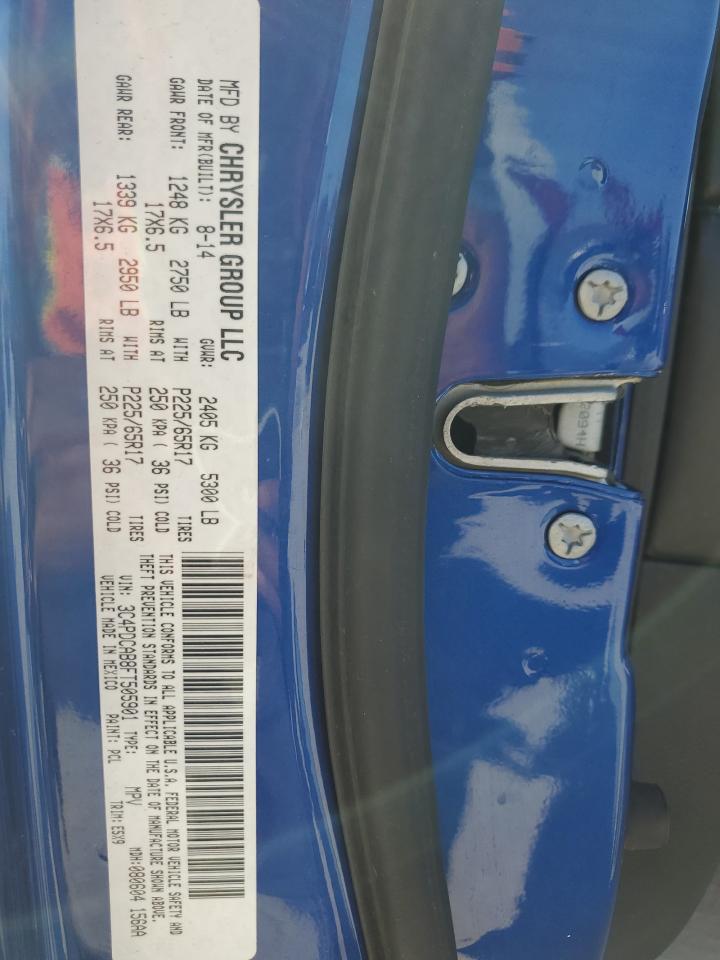 MFD BY CHRYSLER GROUP LLC
DATE OF MFR(BUILT): 8-14 GVWR: 2405 KG 5300 LB
GAWR FRONT: 1248 KG 2750 LB WITH P225/65R17 TIRES
17X6.5 RIMS AT 250 KPA ( 36 PSI) COLD
GAWR REAR: 1339 KG 2950 LB WITH P225/65R17 TIRES
17X6.5 RIMS AT 250 KPA ( 36 PSI) COLD
THIS VEHICLE CONFORMS TO ALL APPLICABLE U.S.A. FEDERAL MOTOR VEHICLE SAFETY AND
THEFT PREVENTION STANDARDS IN EFFECT ON THE DATE OF MANUFACTURE SHOWN ABOVE.
VIN: 3C4PDCAB8FT505901 TYPE: MPV MDH:080604 156AA
VEHICLE MADE IN MEXICO PAINT: PCL TRIM: ESX9